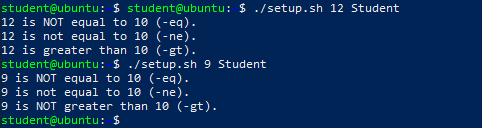 student@ubuntu: $ student@ubuntu: $ ./setup.sh 12 Student
12 is NOT equal to 10 (-eq).
12 is not equal to 10 (-ne).
12 is greater than 10 (-gt).
student@ubuntu: $ ./setup.sh 9 Student
9 is NOT equal to 10 (-eq).
9 is not equal to 10 (-ne).
9 is NOT greater than 10 (-gt).
student@ubuntu: $